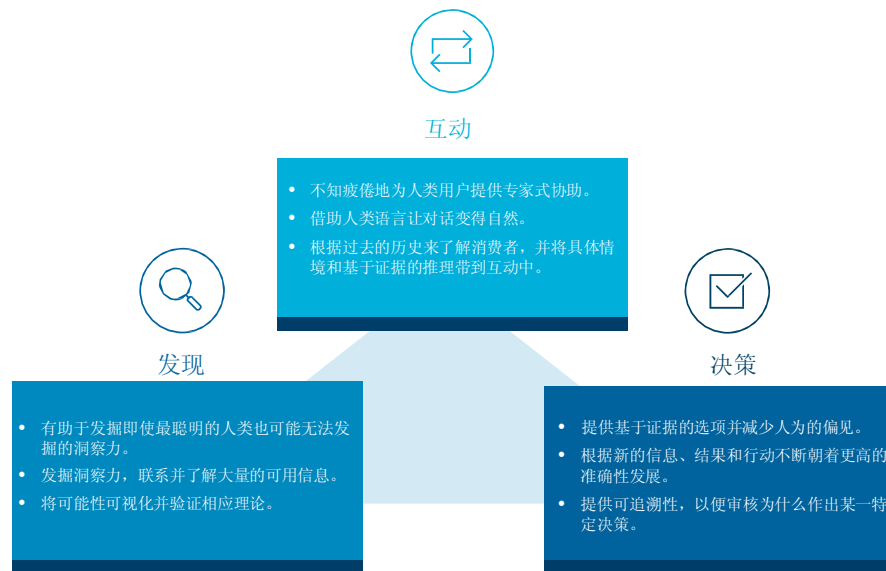 互动
• 不知疲倦地为人类用户提供专家式协助。
• 借助人类语言让对话变得自然。
• 根据过去的历史来了解消费者，并将具体情
境和基于证据的推理带到互动中。
发现
• 有助于发掘即使最聪明的人类也可能无法发
掘的洞察力。
• 发掘洞察力，联系并了解大量的可用信息。
• 将可能性可视化并验证相应理论。
决策
• 提供基于证据的选项并减少人为的偏见。
• 根据新的信息、结果和行动不断朝着更高的
准确性发展。
• 提供可追溯性，以便审核为什么作出某一特
定决策。